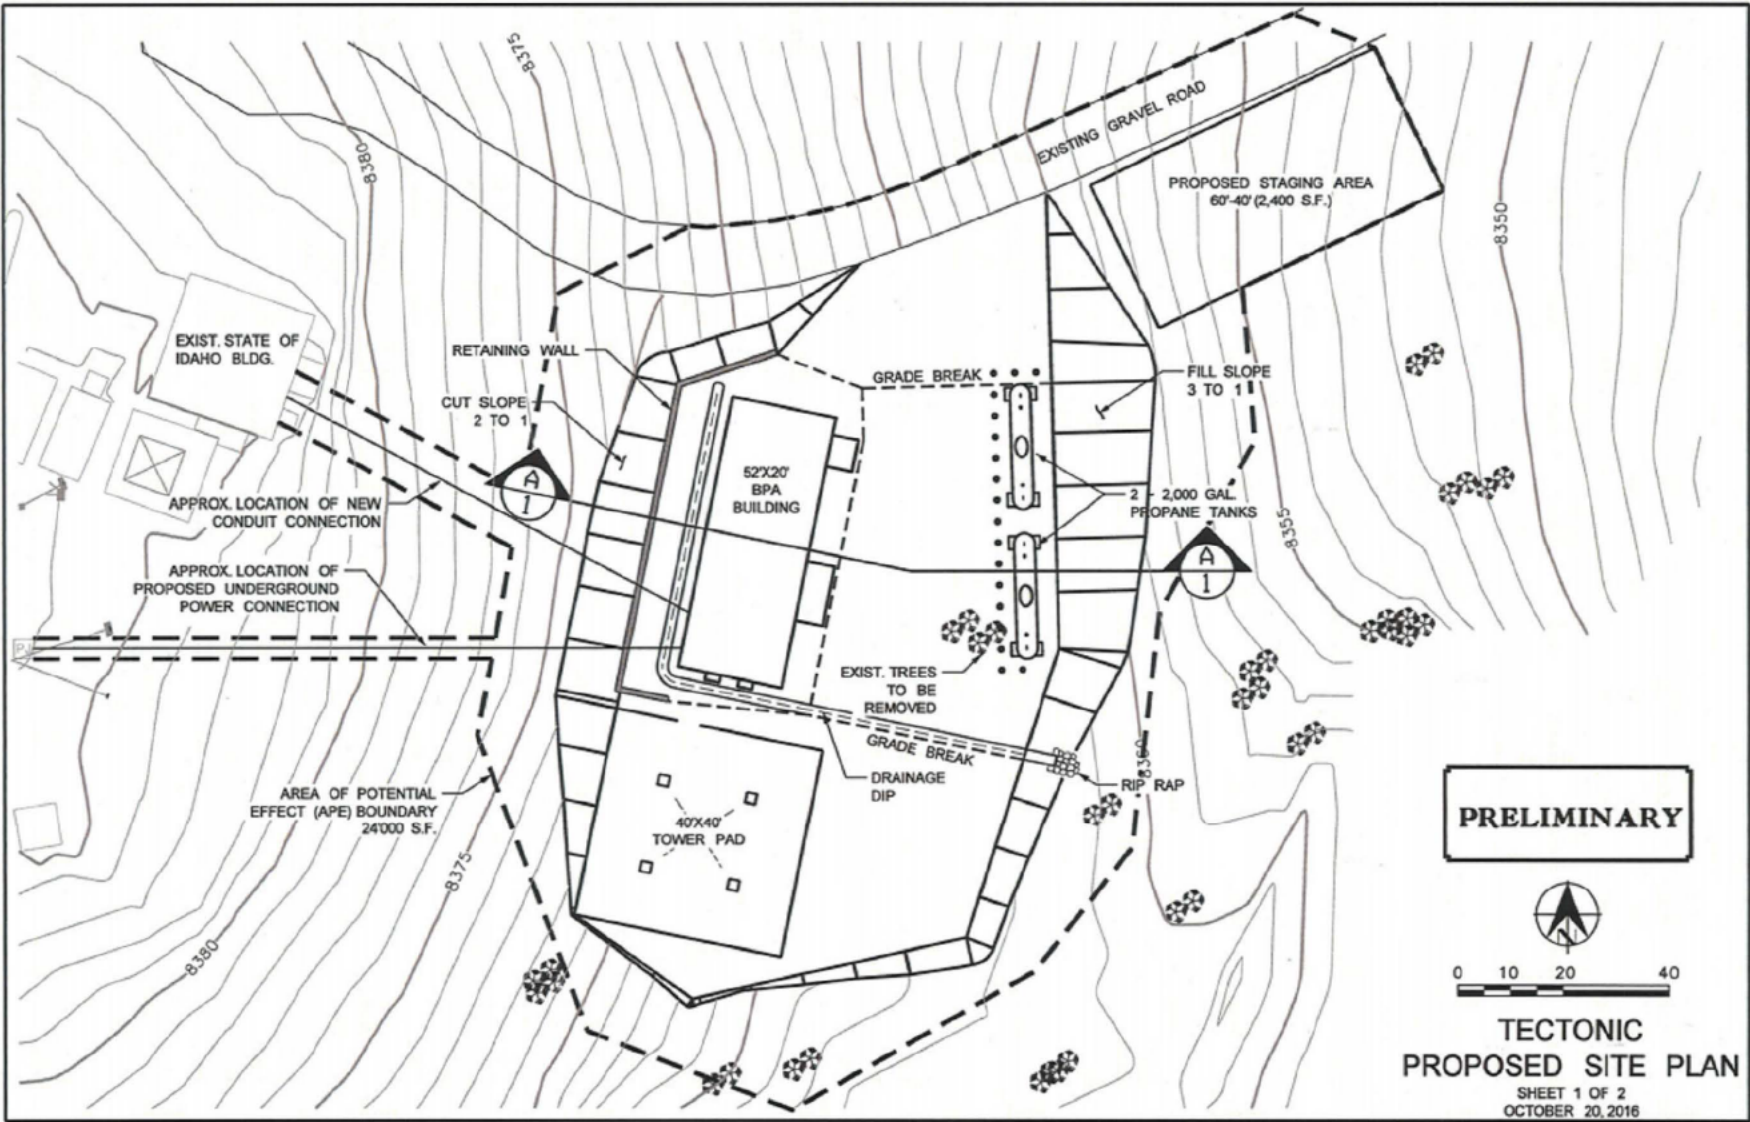 8375
8380
EXISTING GRAVEL ROAD
PROPOSED STAGING AREA
60'-40' (2,400 S.F.)
8350
EXIST. STATE OF
IDAHO BLDG.
RETAINING WALL
GRADE BREAK
FILL SLOPE
3 TO 1
CUT SLOPE
2 TO 1
A
1
52'X20'
BPA
BUILDING
APPROX. LOCATION OF NEW
CONDUIT CONNECTION
2 - 2,000 GAL.
PROPANE TANKS
8355
A
1
APPROX. LOCATION OF
PROPOSED UNDERGROUND
POWER CONNECTION
EXIST. TREES
TO BE
REMOVED
GRADE BREAK
DRAINAGE
DIP
8360
RIP RAP
AREA OF POTENTIAL
EFFECT (APE) BOUNDARY
24'000 S.F.
40'X40'
TOWER PAD
8375
8380
PRELIMINARY
N
0 10 20 40
TECTONIC
PROPOSED SITE PLAN
SHEET 1 OF 2
OCTOBER 20, 2016